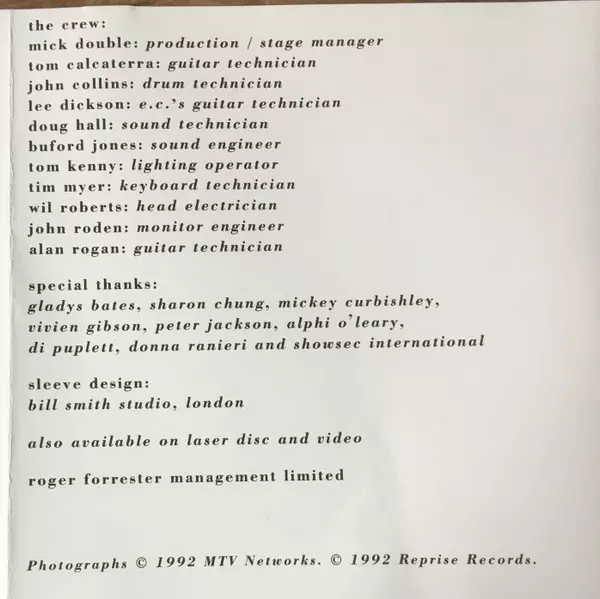 the crew:
mick double: production / stage manager
tom calcaterra: guitar technician
john collins: drum technician
lee dickson: e.c.'s guitar technician
doug hall: sound technician
buford jones: sound engineer
tom kenny: lighting operator
tim myer: keyboard technician
wil roberts: head electrician
john roden: monitor engineer
alan rogan: guitar technician
special thanks:
gladys bates, sharon chung, mickey curbishley,
vivien gibson, peter jackson, alphi o'leary,
di puplett, donna ranieri and showsec international
sleeve design:
bill smith studio, london
also available on laser disc and video
roger forrester management limited
Photographs © 1992 MTV Networks. © 1992 Reprise Records.